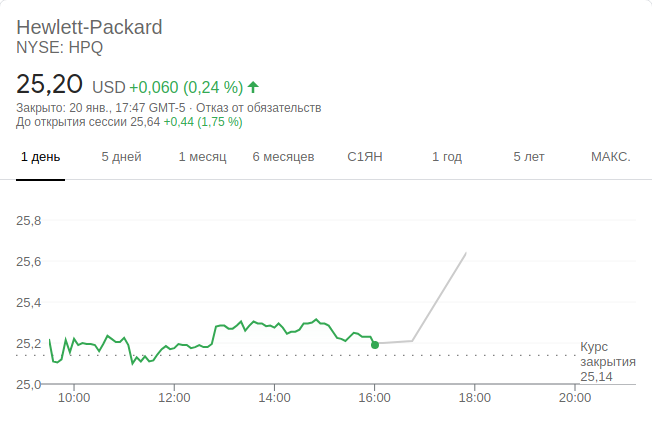 Hewlett-Packard
NYSE: HPQ
25,20 USD +0,060 (0,24 %)
Закрыто: 20 янв., 17:47 GMT-5 · Отказ от обязательств
До открытия сессии 25,64 +0,44 (1,75 %)
1 день 5 дней 1 месяц 6 месяцев С1ЯН 1 год 5 лет МАКС.
25,8
25,6
25,4
25,2
Курс
закрытия
25,14
25,0
10:00 12:00 14:00 16:00 18:00 20:00